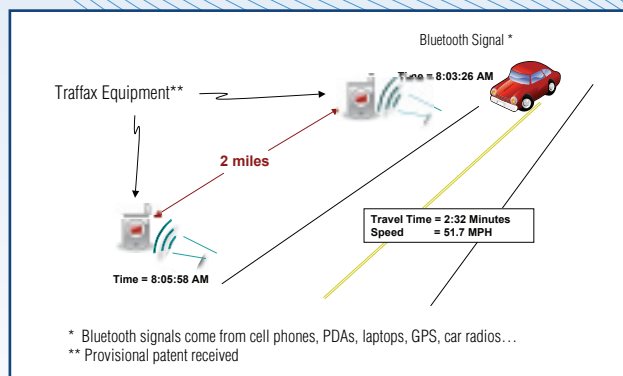 Bluetooth Signal *
Time = 8:03:26 AM
Traffax Equipment**
2 miles
Travel Time = 2:32 Minutes
Speed = 51.7 MPH
Time = 8:05:58 AM
* Bluetooth signals come from cell phones, PDAs, laptops, GPS, car radios…
** Provisional patent received